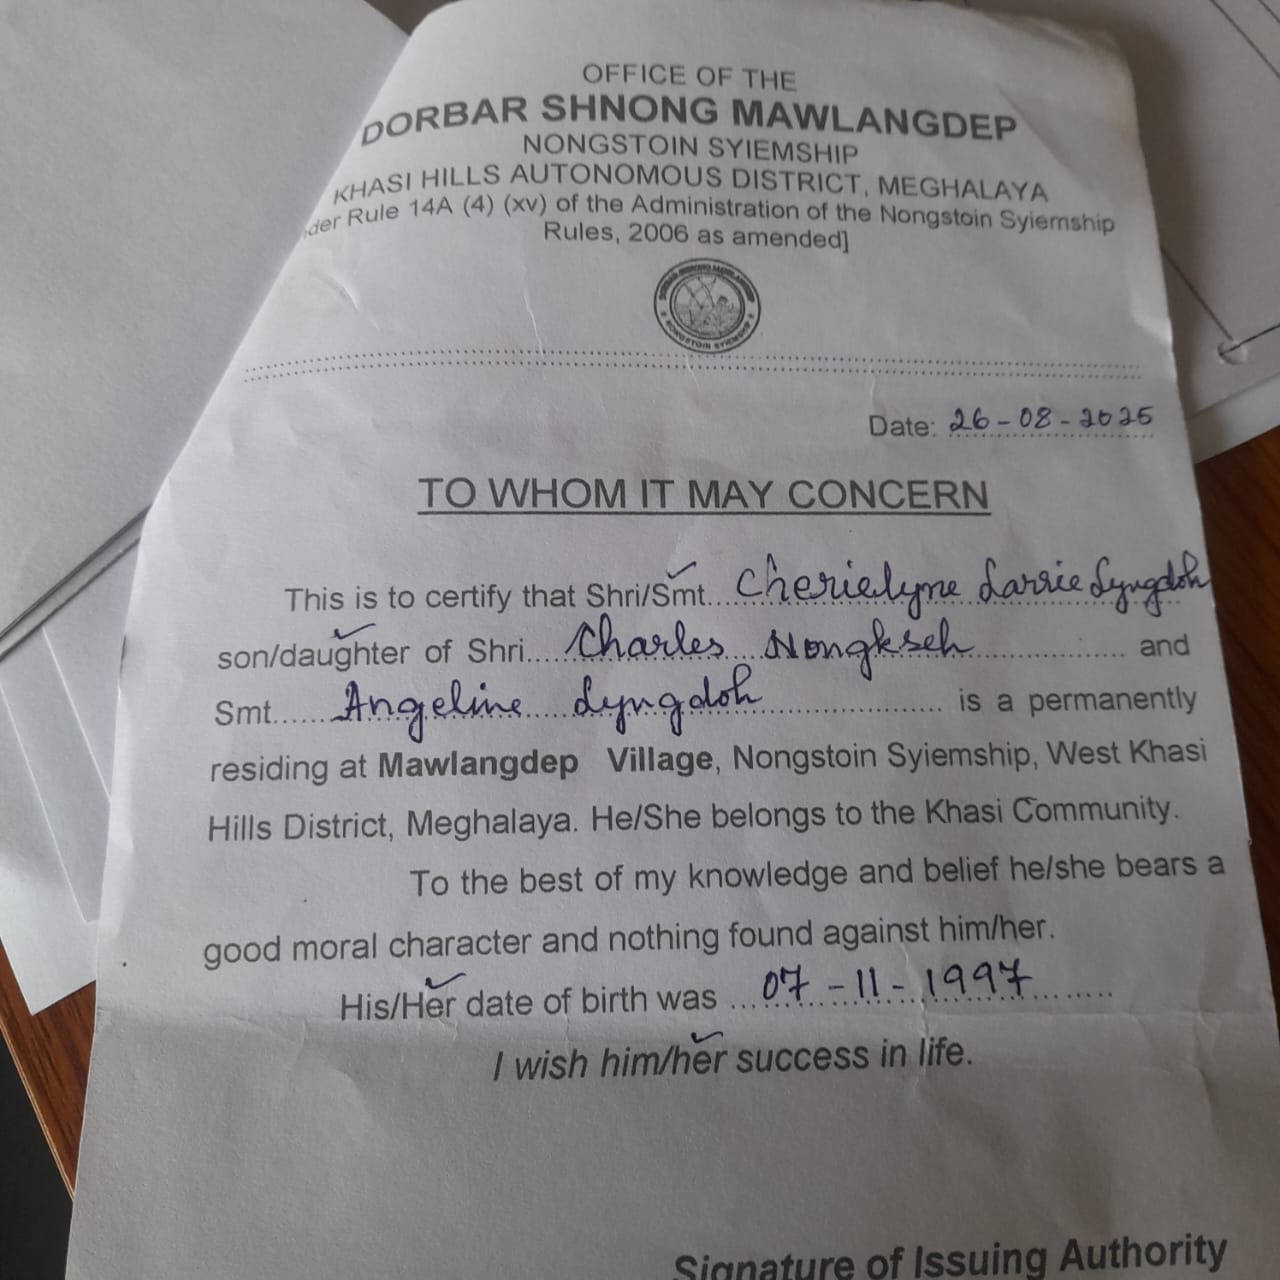 OFFICE OF THE
DORBAR SHNONG MAWLANGDEP
NONGSTOIN SYIEMSHIP
KHASI HILLS AUTONOMOUS DISTRICT, MEGHALAYA
der Rule 14A (4) (xv) of the Administration of the Nongstoin Syiemship
Rules, 2006 as amended]
DORBAR SHNONG MAWLANGDEP
NONGSTOIN SYIEMSHIP
Date: 26-08-2025
TO WHOM IT MAY CONCERN
This is to certify that Shri/Smt. Cherielyne Larrie Lyngdoh
son/daughter of Shri..... Charles Nongkseh .................... and
Smt...... Angeline Lyngdoh .................... is a permanently
residing at Mawlangdep Village, Nongstoin Syiemship, West Khasi
Hills District, Meghalaya. He/She belongs to the Khasi Community.
To the best of my knowledge and belief he/she bears a
good moral character and nothing found against him/her.
His/Her date of birth was ... 07-11-1997 ..........
I wish him/her success in life.
Signature of Issuing Authority